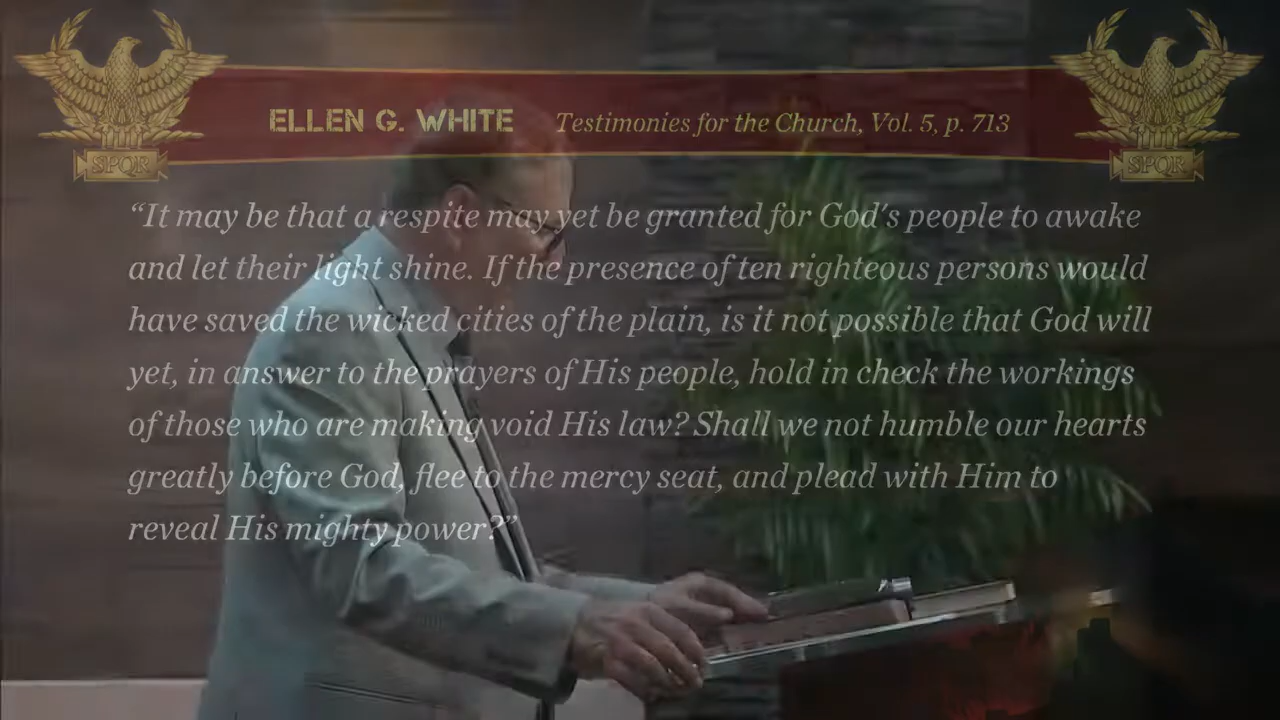 SPQR
ELLEN G. WHITE Testimonies for the Church, Vol. 5, p. 713
SPQR
“It may be that a respite may yet be granted for God's people to awake
and let their light shine. If the presence of ten righteous persons would
have saved the wicked cities of the plain, is it not possible that God will
yet, in answer to the prayers of His people, hold in check the workings
of those who are making void His law? Shall we not humble our hearts
greatly before God, flee to the mercy seat, and plead with Him to
reveal His mighty power?”